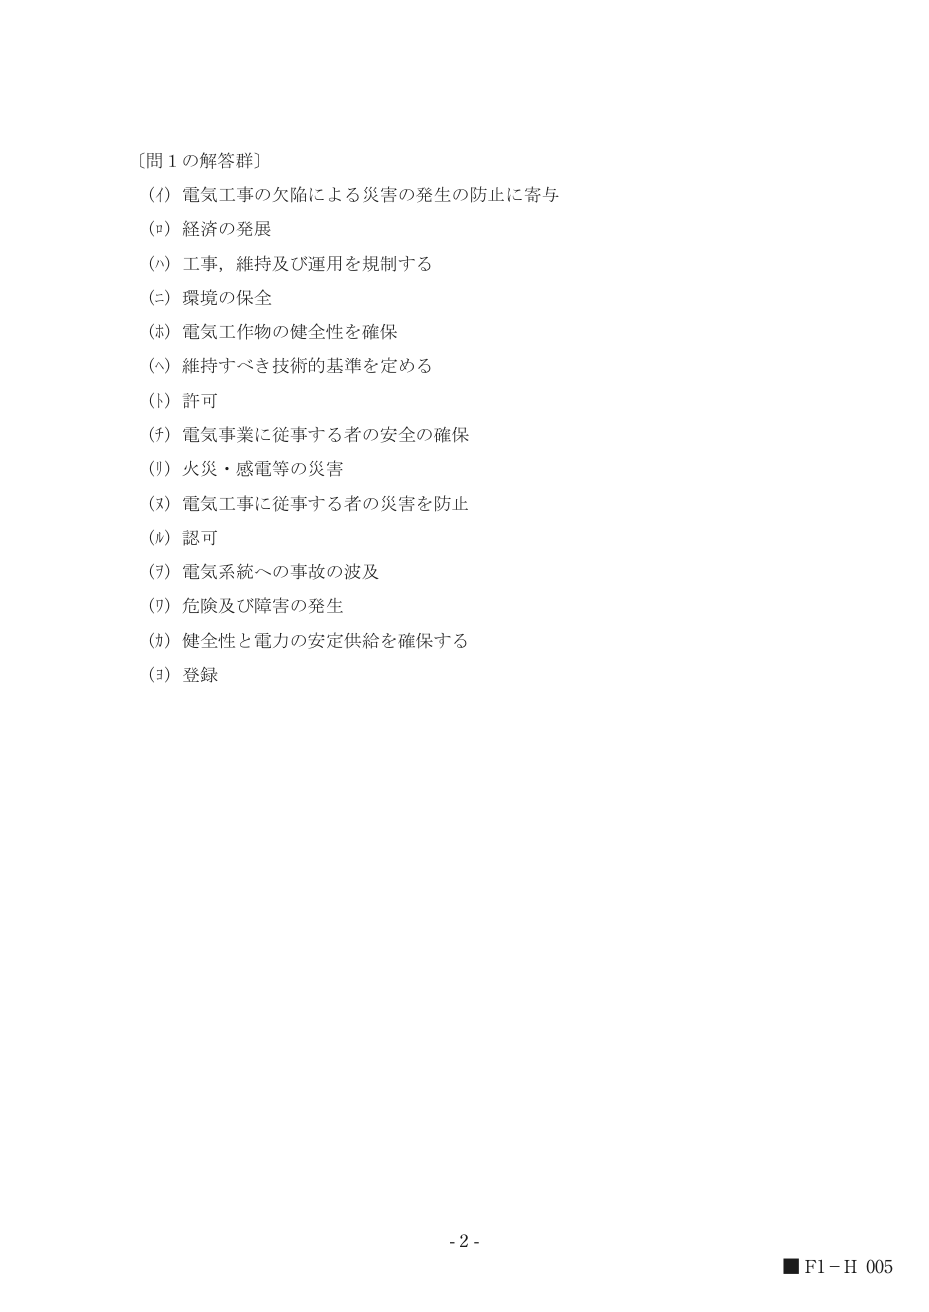 〔問1の解答群〕
(イ) 電気工事の欠陥による災害の発生の防止に寄与
(ロ) 経済の発展
(ハ) 工事，維持及び運用を規制する
(ニ) 環境の保全
(ホ) 電気工作物の健全性を確保
(ヘ) 維持すべき技術的基準を定める
(ト) 許可
(チ) 電気事業に従事する者の安全の確保
(リ) 火災・感電等の災害
(ヌ) 電気工事に従事する者の災害を防止
(ル) 認可
(ヲ) 電気系統への事故の波及
(ワ) 危険及び障害の発生
(カ) 健全性と電力の安定供給を確保する
(ヨ) 登録
- 2 -
■ F1－H 005